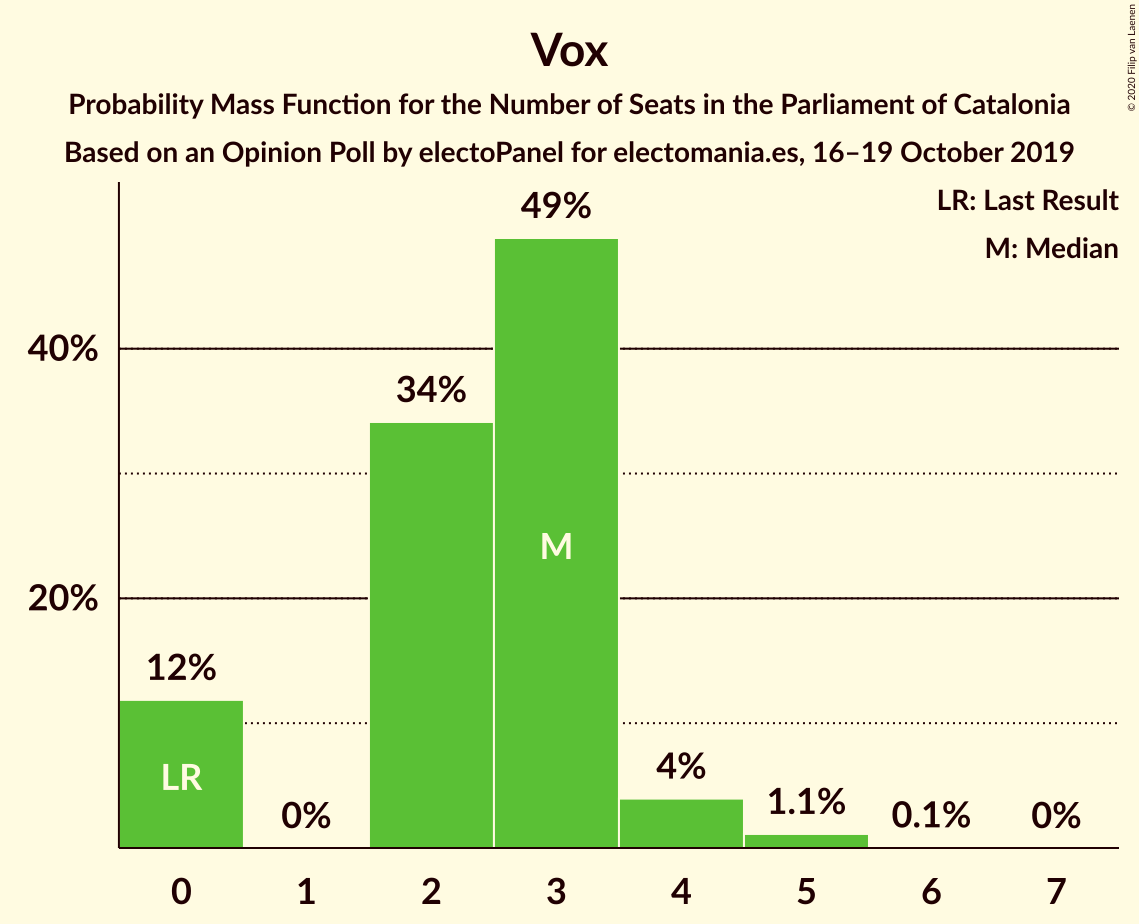 Vox
Probability Mass Function for the Number of Seats in the Parliament of Catalonia
Based on an Opinion Poll by electoPanel for electomania.es, 16–19 October 2019
© 2020 Filip van Laenen
LR: Last Result
M: Median
40%
20%
12%
0%
34%
49%
4%
1.1%
0.1%
0%
LR
M
0 1 2 3 4 5 6 7